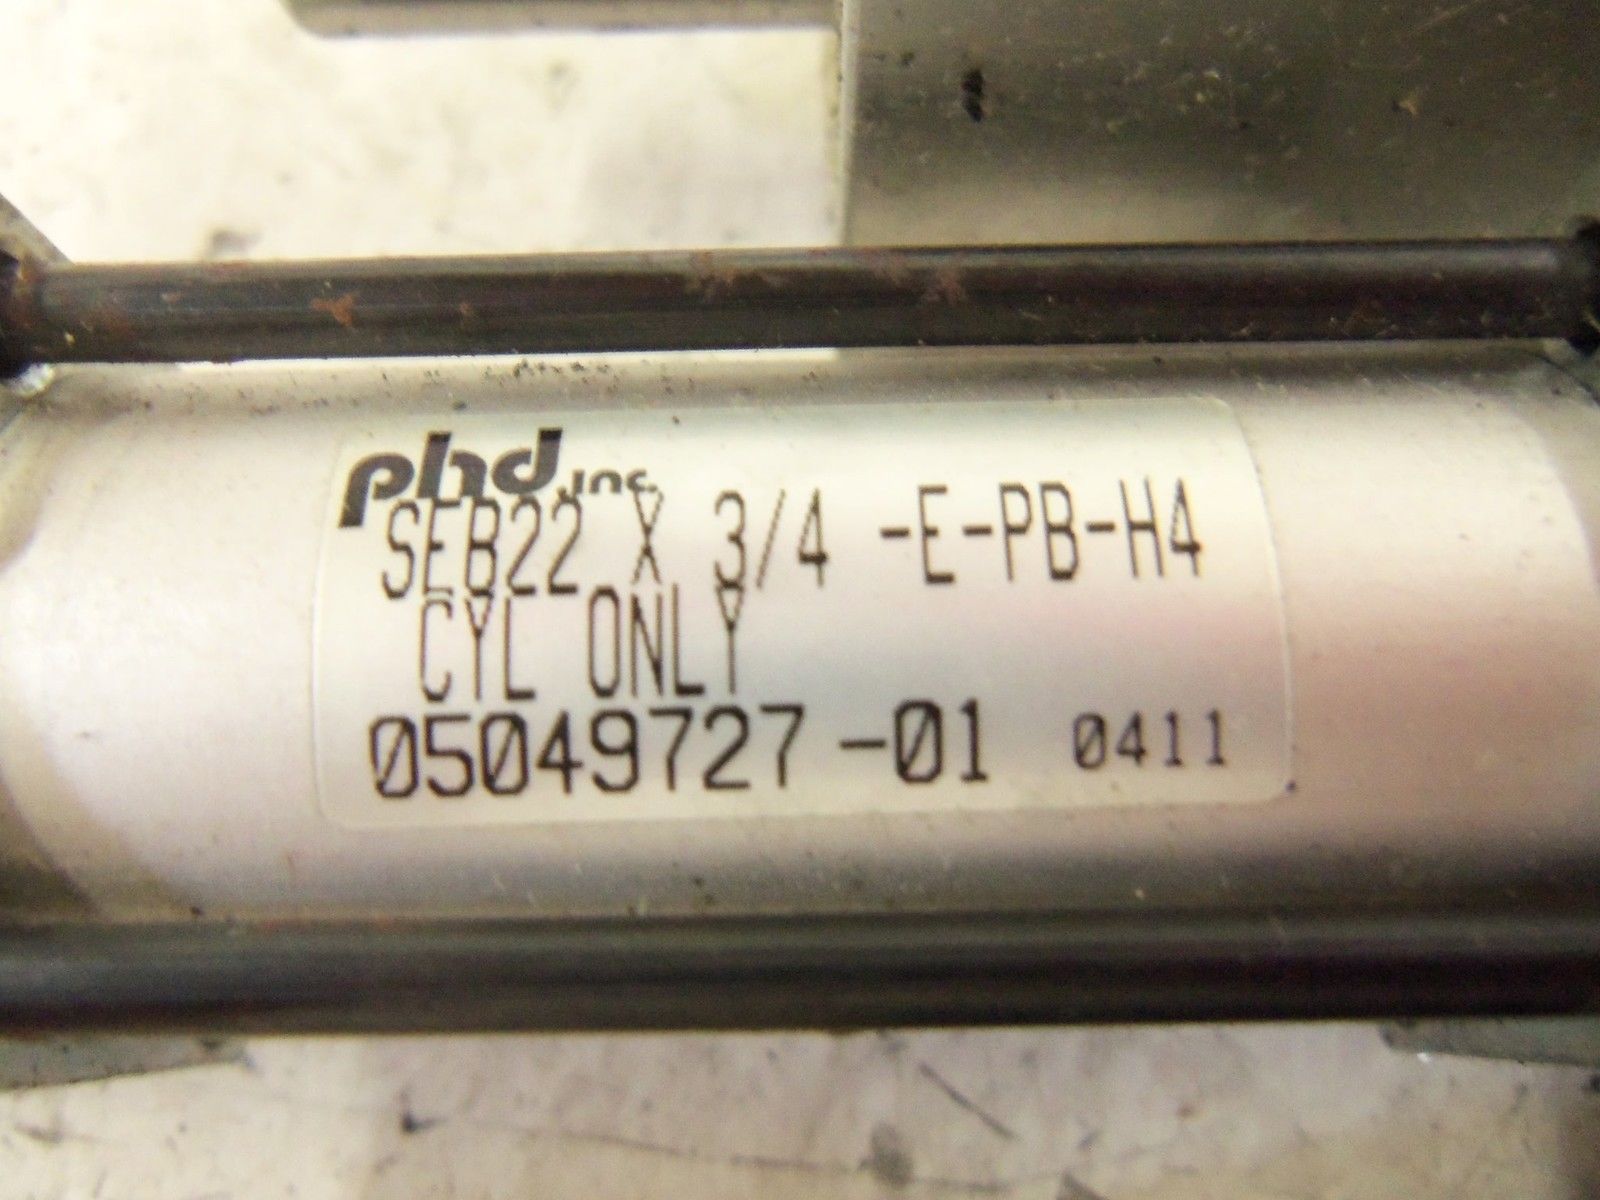 phd, inc.
SEB22 X 3/4 -E-PB-H4
CYL ONLY
05049727-01 0411